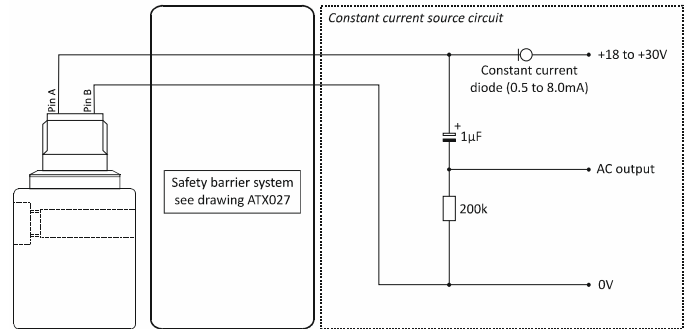 Constant current source circuit
+18 to +30V
Constant current
diode (0.5 to 8.0mA)
Pin A
Pin B
+
1µF
Safety barrier system
see drawing ATX027
AC output
200k
0V